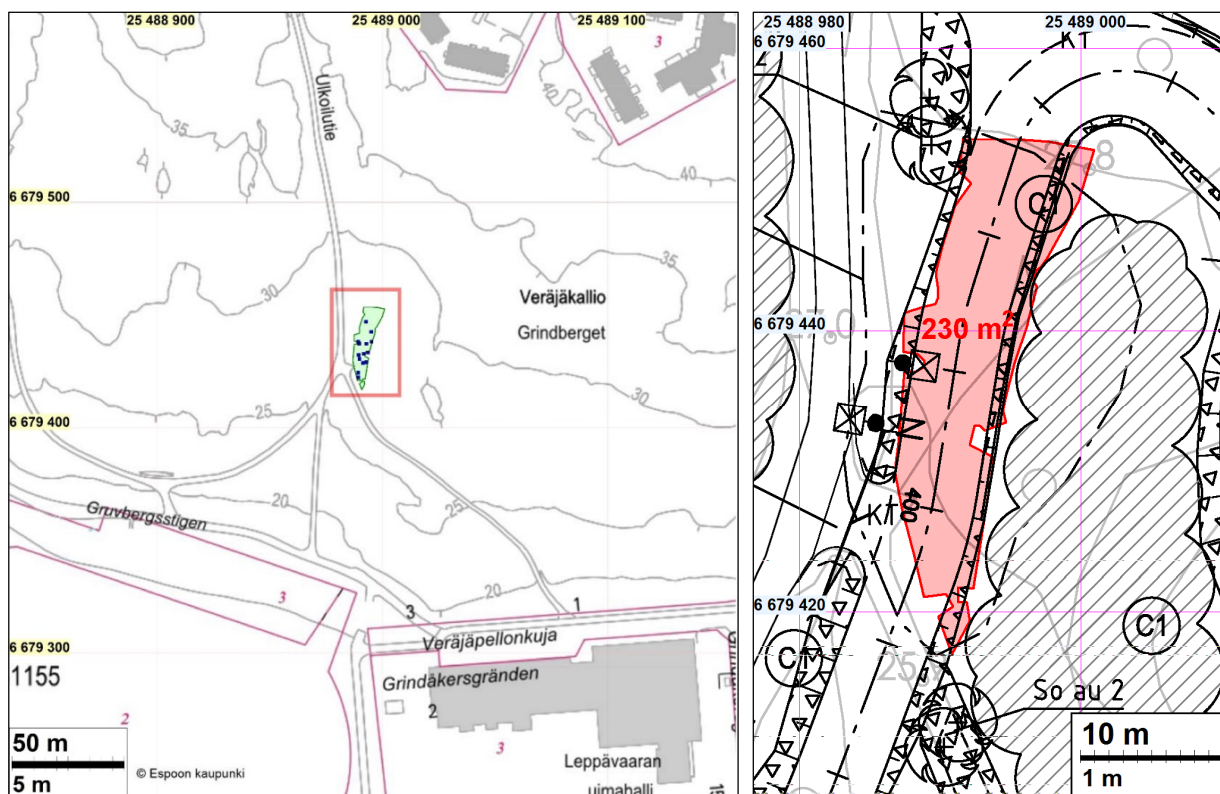 25 488 900
25 489 000
25 489 100
6 679 500
6 679 400
6 679 300
Ulkoilutie
3
40
40
35
35
30
30
25
25
20
20
Veräjäkallio
Grindberget
Gruvbergsstigen
3
3
1
Veräjäpellonkuja
Grindåkersgränden
2
1155
2
3
Leppävaaran
uimahalli
50 m
5 m
© Espoon kaupunki
25 488 980
25 489 000
6 679 460
KT
C1
230 m²
6 679 440
27.0
N
400
KT
6 679 420
C1
C1
So au 2
10 m
1 m